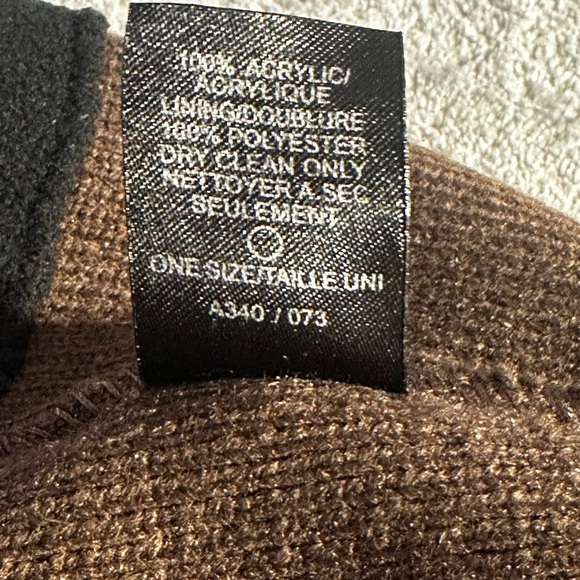 100% ACRYLIC/
ACRYLIQUE
LINING/DOUBLURE
100% POLYESTER
DRY CLEAN ONLY
NETTOYER A SEC
SEULEMENT
ONE SIZE/TAILLE UNI
A340 / 073